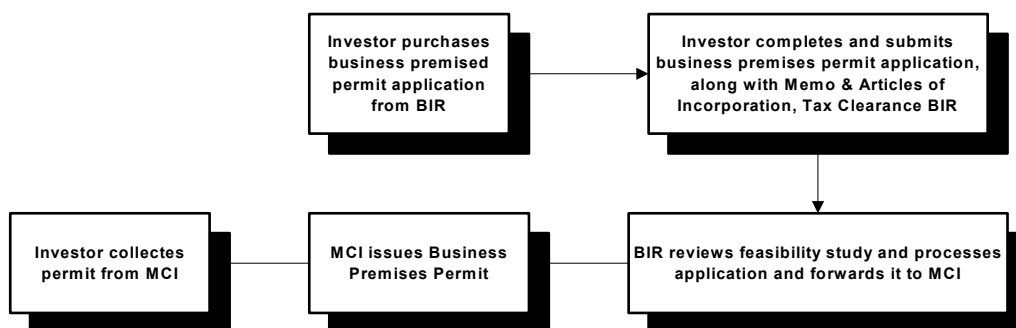 Investor purchases
business premised
permit application
from BIR
Investor completes and submits
business premises permit application,
along with Memo & Articles of
Incorporation, Tax Clearance BIR
BIR reviews feasibility study and processes
application and forwards it to MCI
MCI issues Business
Premises Permit
Investor collectes
permit from MCI